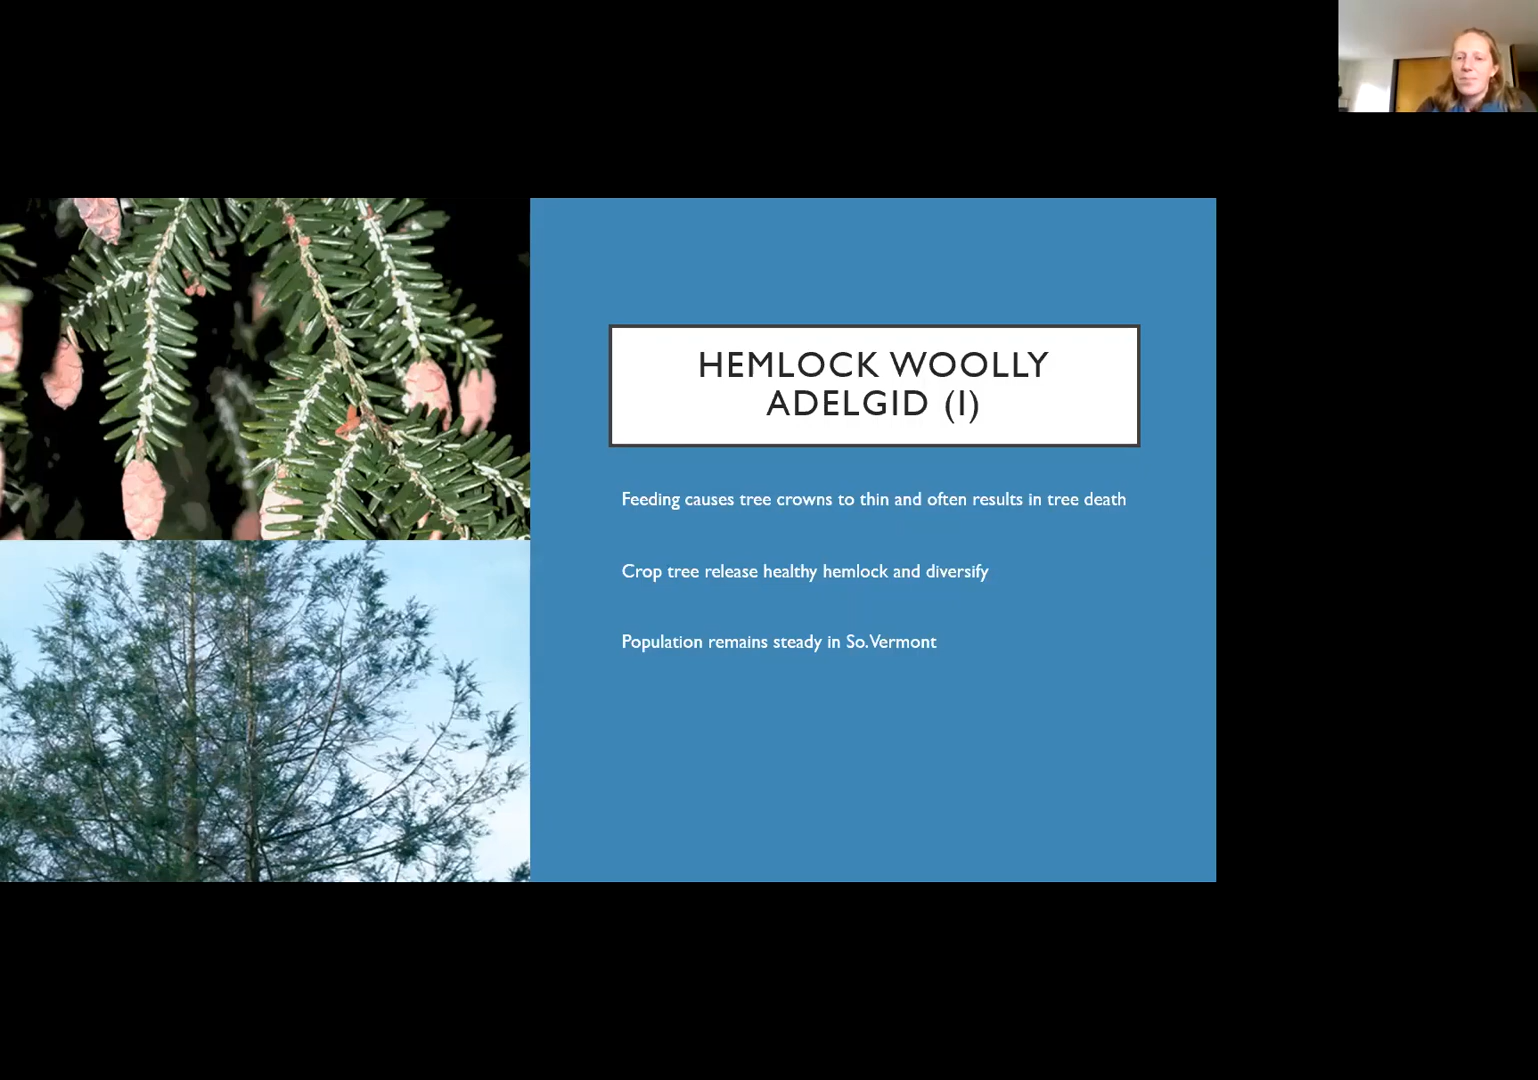 HEMLOCK WOOLLY
ADELGID (I)
Feeding causes tree crowns to thin and often results in tree death
Crop tree release healthy hemlock and diversify
Population remains steady in So. Vermont